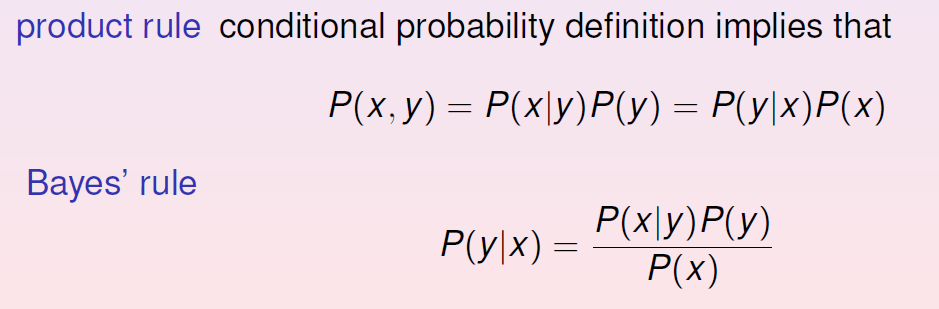 product rule conditional probability definition implies that
P(x, y) = P(x|y)P(y) = P(y|x)P(x)
Bayes’ rule
P(y|x) = P(x|y)P(y) / P(x)